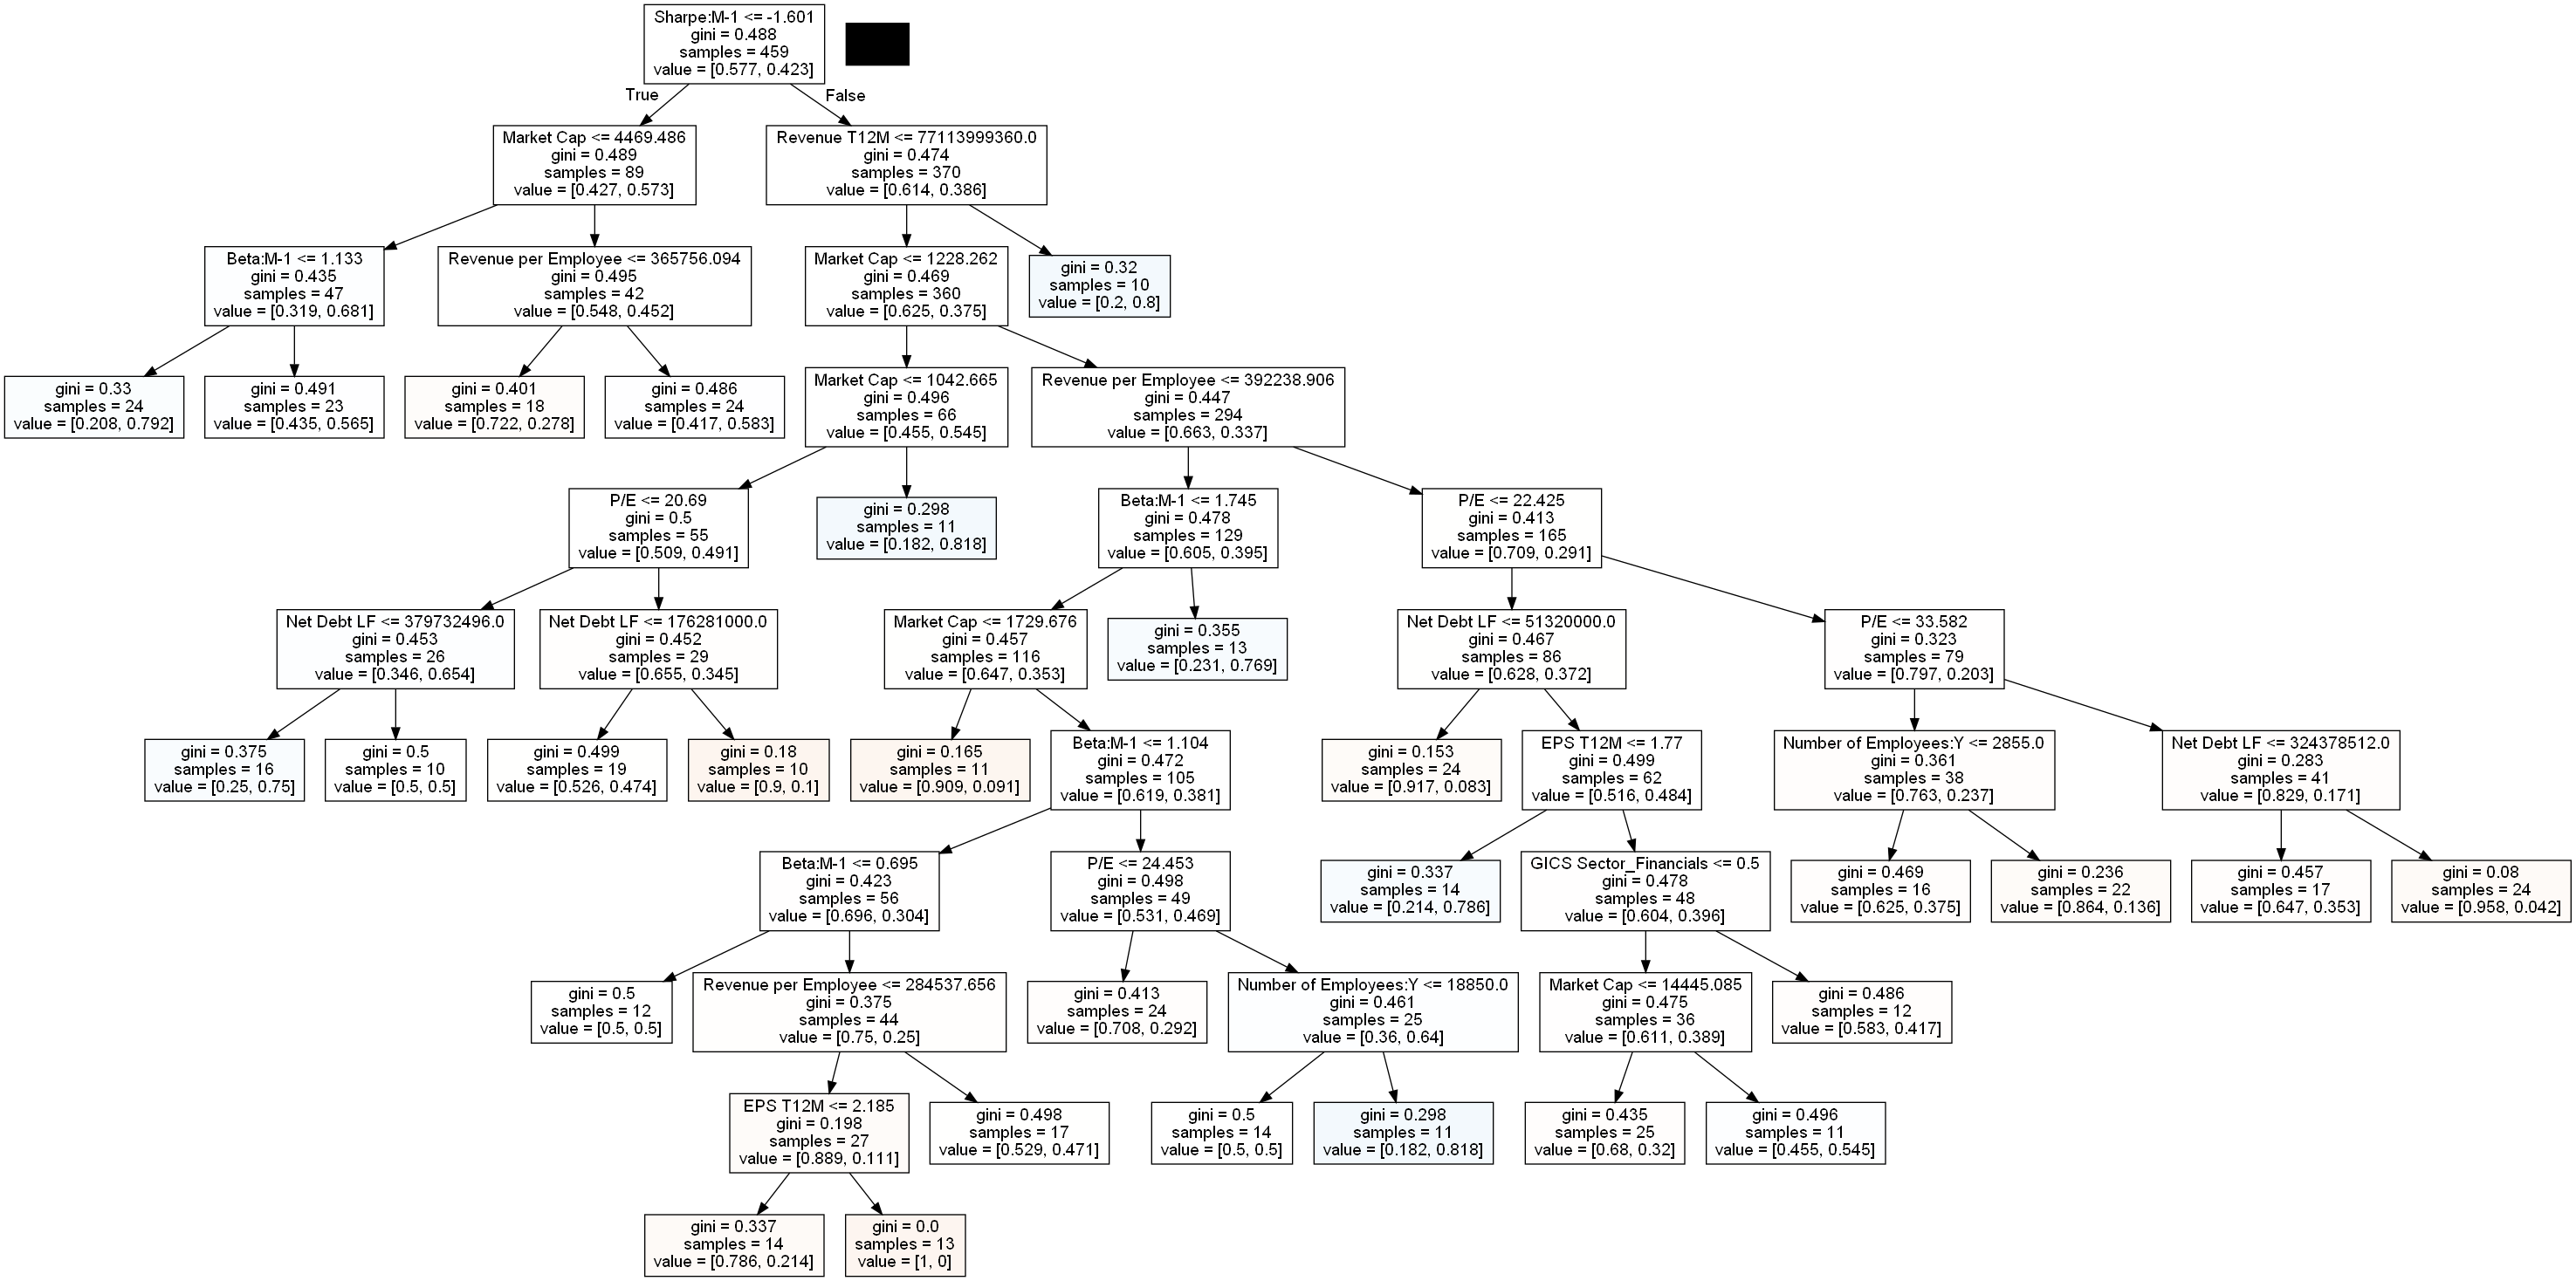 Sharpe:M-1 <= -1.601
gini = 0.488
samples = 459
value = [0.577, 0.423]
True
False
Market Cap <= 4469.486
gini = 0.489
samples = 89
value = [0.427, 0.573]
Revenue T12M <= 77113999360.0
gini = 0.474
samples = 370
value = [0.614, 0.386]
Beta:M-1 <= 1.133
gini = 0.435
samples = 47
value = [0.319, 0.681]
Revenue per Employee <= 365756.094
gini = 0.495
samples = 42
value = [0.548, 0.452]
Market Cap <= 1228.262
gini = 0.469
samples = 360
value = [0.625, 0.375]
gini = 0.32
samples = 10
value = [0.2, 0.8]
gini = 0.33
samples = 24
value = [0.208, 0.792]
gini = 0.491
samples = 23
value = [0.435, 0.565]
gini = 0.401
samples = 18
value = [0.722, 0.278]
gini = 0.486
samples = 24
value = [0.417, 0.583]
Market Cap <= 1042.665
gini = 0.496
samples = 66
value = [0.455, 0.545]
Revenue per Employee <= 392238.906
gini = 0.447
samples = 294
value = [0.663, 0.337]
P/E <= 20.69
gini = 0.5
samples = 55
value = [0.509, 0.491]
gini = 0.298
samples = 11
value = [0.182, 0.818]
Beta:M-1 <= 1.745
gini = 0.478
samples = 129
value = [0.605, 0.395]
P/E <= 22.425
gini = 0.413
samples = 165
value = [0.709, 0.291]
Net Debt LF <= 379732496.0
gini = 0.453
samples = 26
value = [0.346, 0.654]
Net Debt LF <= 176281000.0
gini = 0.452
samples = 29
value = [0.655, 0.345]
Market Cap <= 1729.676
gini = 0.457
samples = 116
value = [0.647, 0.353]
gini = 0.355
samples = 13
value = [0.231, 0.769]
Net Debt LF <= 51320000.0
gini = 0.467
samples = 86
value = [0.628, 0.372]
P/E <= 33.582
gini = 0.323
samples = 79
value = [0.797, 0.203]
gini = 0.375
samples = 16
value = [0.25, 0.75]
gini = 0.5
samples = 10
value = [0.5, 0.5]
gini = 0.499
samples = 19
value = [0.526, 0.474]
gini = 0.18
samples = 10
value = [0.9, 0.1]
gini = 0.165
samples = 11
value = [0.909, 0.091]
Beta:M-1 <= 1.104
gini = 0.472
samples = 105
value = [0.619, 0.381]
gini = 0.153
samples = 24
value = [0.917, 0.083]
EPS T12M <= 1.77
gini = 0.499
samples = 62
value = [0.516, 0.484]
Number of Employees:Y <= 2855.0
gini = 0.361
samples = 38
value = [0.763, 0.237]
Net Debt LF <= 324378512.0
gini = 0.283
samples = 41
value = [0.829, 0.171]
Beta:M-1 <= 0.695
gini = 0.423
samples = 56
value = [0.696, 0.304]
P/E <= 24.453
gini = 0.498
samples = 49
value = [0.531, 0.469]
gini = 0.337
samples = 14
value = [0.214, 0.786]
GICS Sector_Financials <= 0.5
gini = 0.478
samples = 48
value = [0.604, 0.396]
gini = 0.469
samples = 16
value = [0.625, 0.375]
gini = 0.236
samples = 22
value = [0.864, 0.136]
gini = 0.457
samples = 17
value = [0.647, 0.353]
gini = 0.08
samples = 24
value = [0.958, 0.042]
gini = 0.5
samples = 12
value = [0.5, 0.5]
Revenue per Employee <= 284537.656
gini = 0.375
samples = 44
value = [0.75, 0.25]
gini = 0.413
samples = 24
value = [0.708, 0.292]
Number of Employees:Y <= 18850.0
gini = 0.461
samples = 25
value = [0.36, 0.64]
Market Cap <= 14445.085
gini = 0.475
samples = 36
value = [0.611, 0.389]
gini = 0.486
samples = 12
value = [0.583, 0.417]
EPS T12M <= 2.185
gini = 0.198
samples = 27
value = [0.889, 0.111]
gini = 0.498
samples = 17
value = [0.529, 0.471]
gini = 0.5
samples = 14
value = [0.5, 0.5]
gini = 0.298
samples = 11
value = [0.182, 0.818]
gini = 0.435
samples = 25
value = [0.68, 0.32]
gini = 0.496
samples = 11
value = [0.455, 0.545]
gini = 0.337
samples = 14
value = [0.786, 0.214]
gini = 0.0
samples = 13
value = [1, 0]